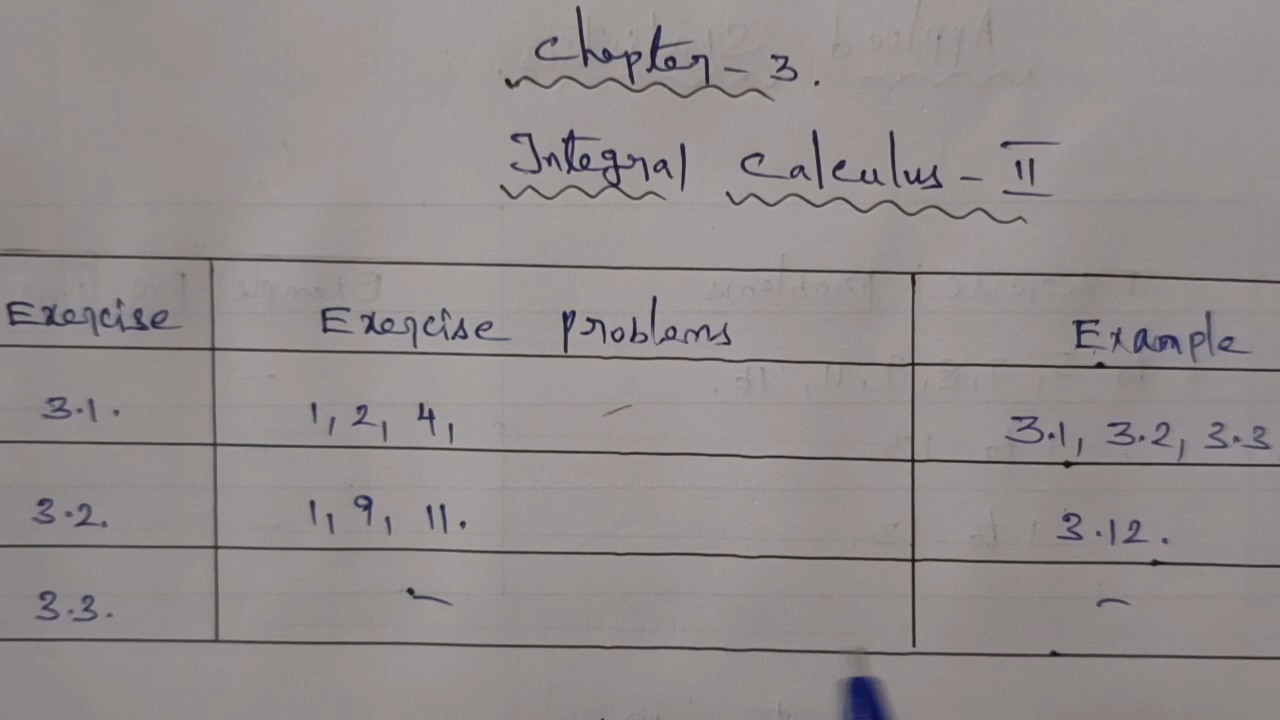 Chapter - 3.
Integral Calculus - II
Exercise Exercise problems Example
3.1. 1, 2, 4, - 3.1, 3.2, 3.3
3.2. 1, 9, 11. 3.12.
3.3. - -